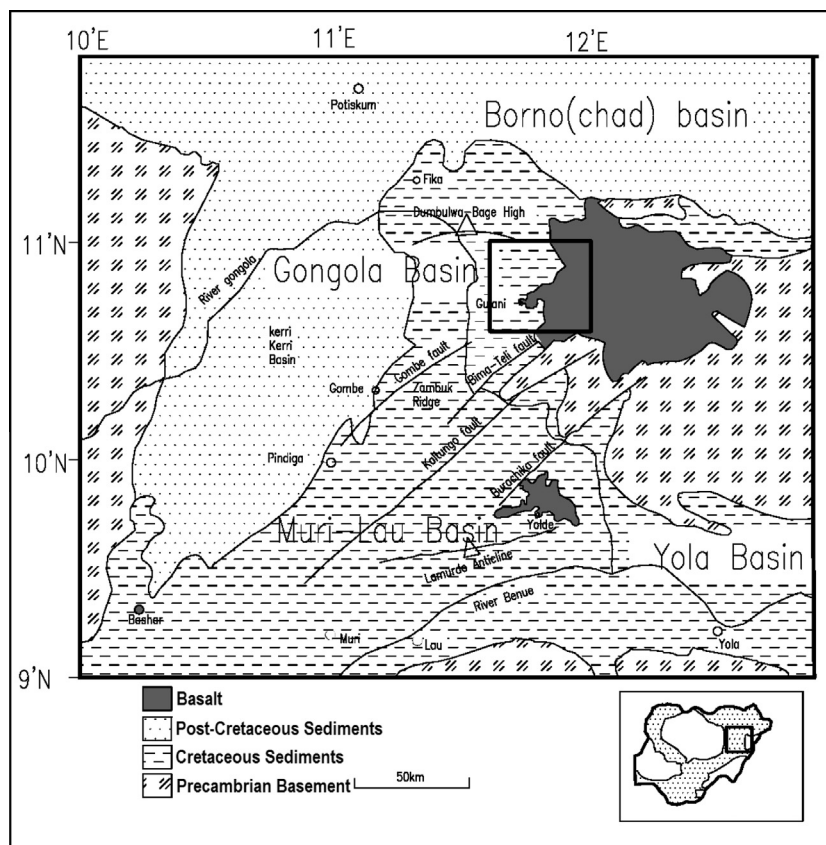 10'E
11'E
12'E
Potiskum
Borno(chad) basin
Fika
Dumbulwa-Bage High
11'N
River gongola
Gongola Basin
Gulani
kerri
Kerri
Basin
Gombe fault
Bima-Teli fault
Gombe
Zambuk
Ridge
Kaltungo fault
Pindiga
10'N
Burachika fault
Muri-Lau Basin
Yolde
Yola Basin
Lamurde Anticline
River Benue
Bashar
Muri
Lau
Yola
9'N
Basalt
Post-Cretaceous Sediments
Cretaceous Sediments
Precambrian Basement
50km